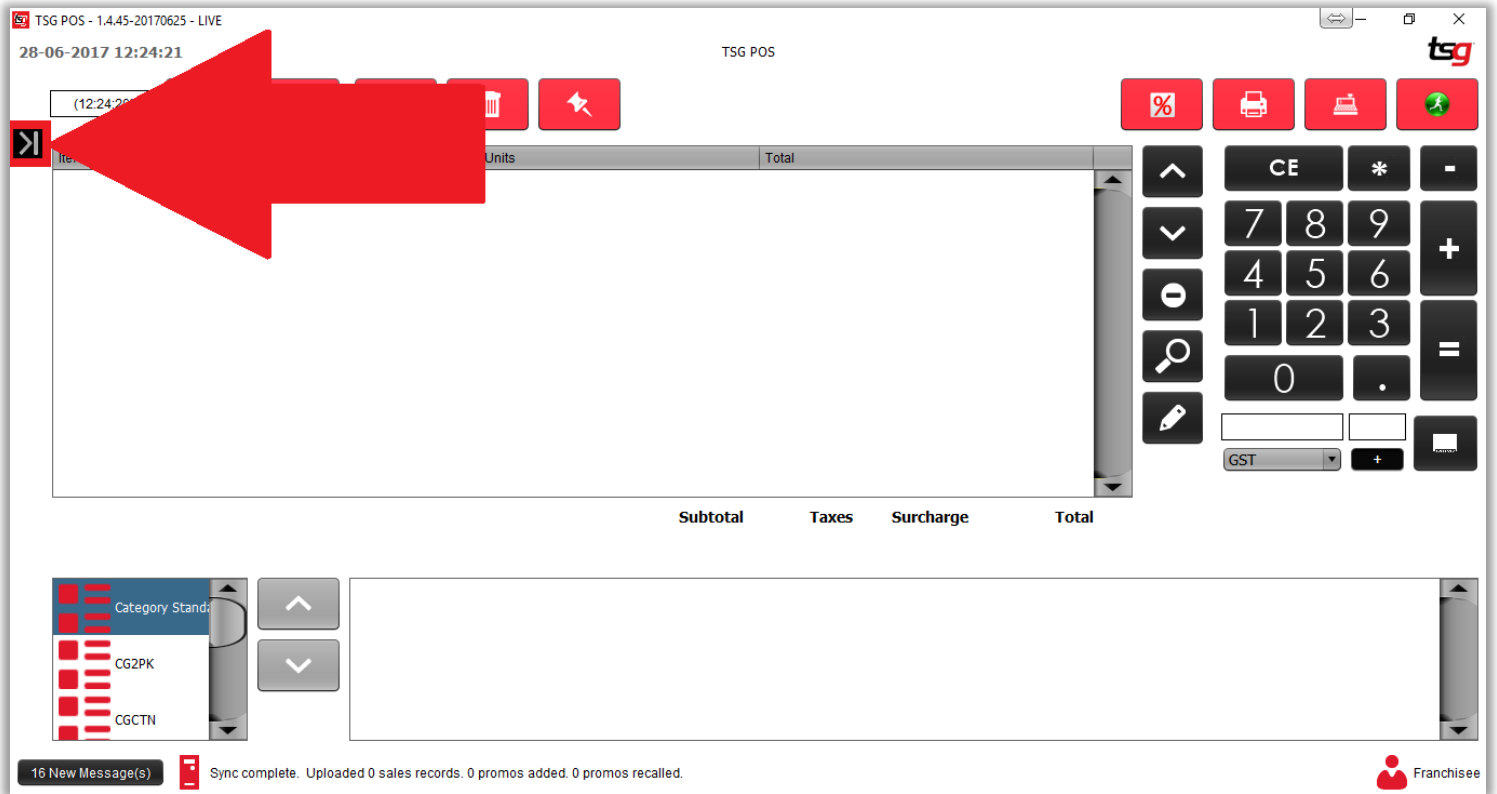 TSG POS - 1.4.45-20170625 - LIVE
28-06-2017 12:24:21
TSG POS
tsg
%
Units
Total
CE * -
7 8 9 +
4 5 6
1 2 3 =
0 .
GST +
Subtotal Taxes Surcharge Total
Category Standa
CG2PK
CGCTN
16 New Message(s)
Sync complete. Uploaded 0 sales records. 0 promos added. 0 promos recalled.
Franchisee